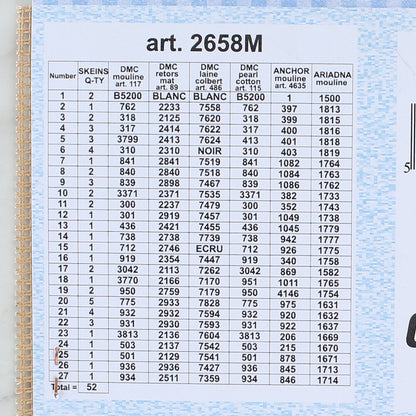 art. 2658M
Number SKEINS Q-TY DMC mouline art. 117 DMC retors mat art. 89 DMC laine colbert art. 486 DMC pearl cotton art. 115 ANCHOR mouline art. 4635 ARIADNA mouline
1 2 B5200 BLANC BLANC B5200 1 1500
2 1 762 2233 7558 762 397 1813
3 2 318 2125 7620 318 399 1815
4 3 317 2414 7622 317 400 1816
5 3 3799 2413 7624 413 401 1818
6 4 310 2310 NOIR 310 403 1819
7 1 841 2841 7519 841 1082 1764
8 2 840 2840 7518 840 1084 1763
9 3 839 2898 7467 839 1086 1762
10 2 3371 2371 7535 3371 382 1733
11 2 300 2237 7479 300 352 1743
12 1 301 2919 7457 301 1049 1738
13 1 436 2421 7455 436 1045 1779
14 1 738 2738 7739 738 942 1777
15 1 712 2746 ECRU 712 926 1775
16 1 919 2354 7447 919 340 1758
17 2 3042 2113 7262 3042 869 1582
18 1 3770 2166 7170 951 1011 1765
19 2 950 2759 7179 950 4146 1754
20 5 775 2933 7828 775 975 1631
21 4 932 2932 7594 932 920 1632
22 3 931 2930 7593 931 922 1637
23 1 3813 2136 7604 3813 206 1669
24 1 503 2137 7542 503 215 1670
25 1 501 2129 7541 501 878 1671
26 1 936 2936 7427 936 845 1713
27 1 934 2511 7359 934 846 1714
Total = 52
5